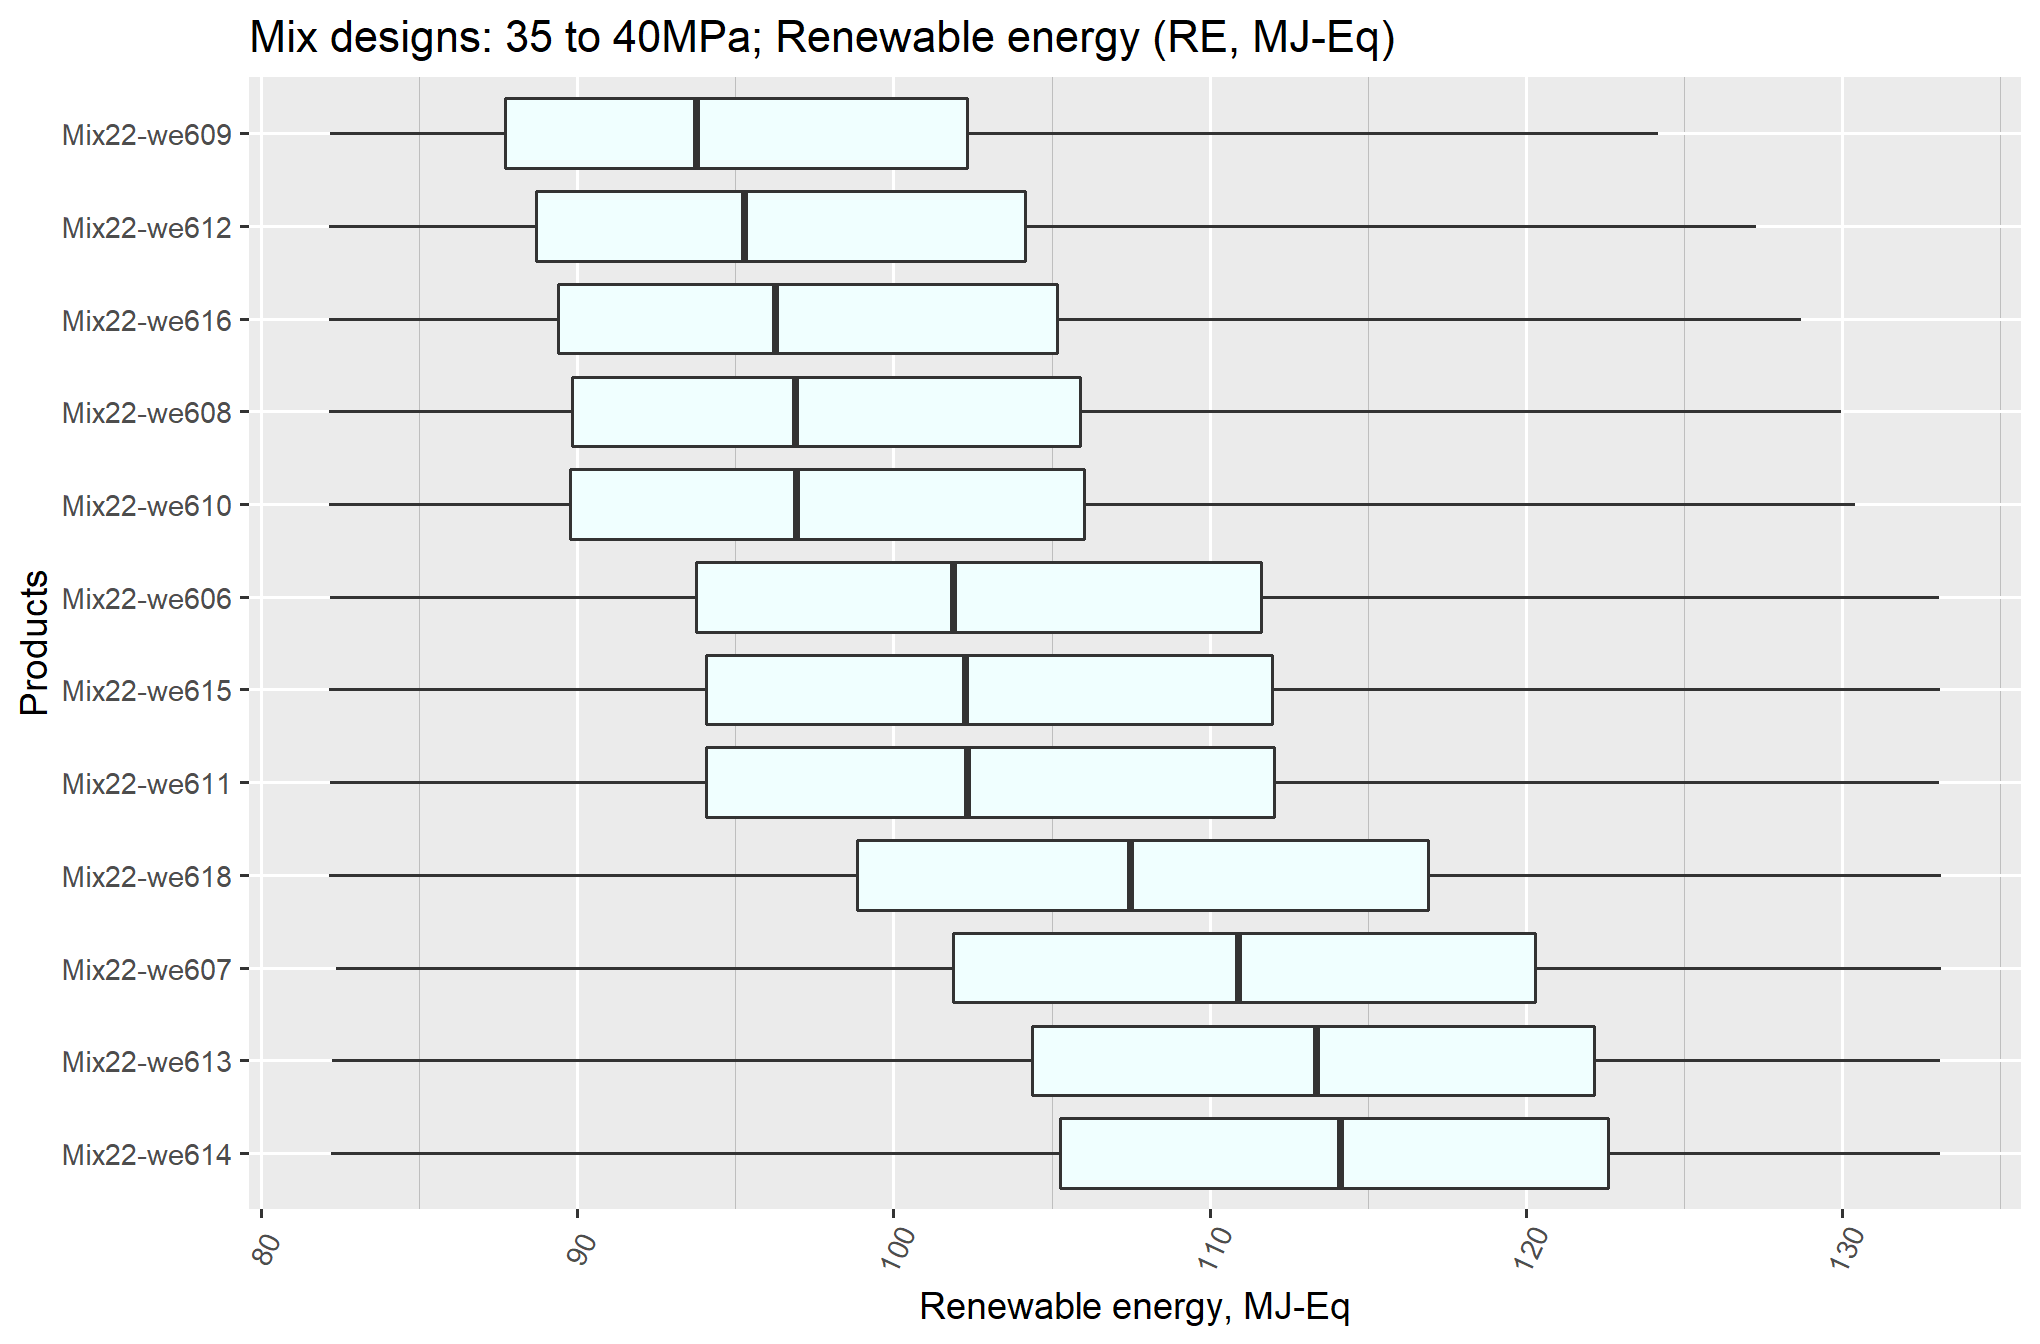 Mix designs: 35 to 40MPa; Renewable energy (RE, MJ-Eq)
Products
Mix22-we609
Mix22-we612
Mix22-we616
Mix22-we608
Mix22-we610
Mix22-we606
Mix22-we615
Mix22-we611
Mix22-we618
Mix22-we607
Mix22-we613
Mix22-we614
80 90 100 110 120 130
Renewable energy, MJ-Eq